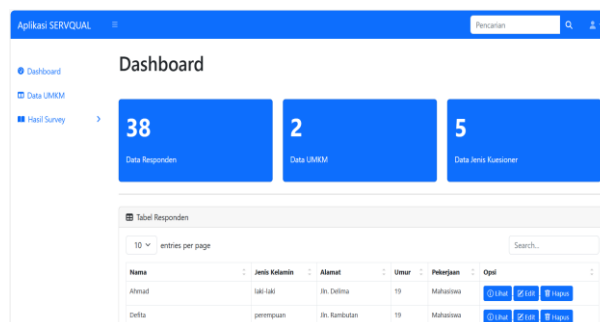 Aplikasi SERVQUAL
Pencarian
Dashboard
Data UMKM
Hasil Survey
Dashboard
38
Data Responden
2
Data UMKM
5
Data Jenis Kuesioner
Tabel Responden
10 entries per page
Search...
Nama Jenis Kelamin Alamat Umur Pekerjaan Opsi
Ahmad laki-laki Jln. Delima 19 Mahasiswa Lihat Edit Hapus
Defita perempuan Jln. Rambutan 19 Mahasiswa Lihat Edit Hapus